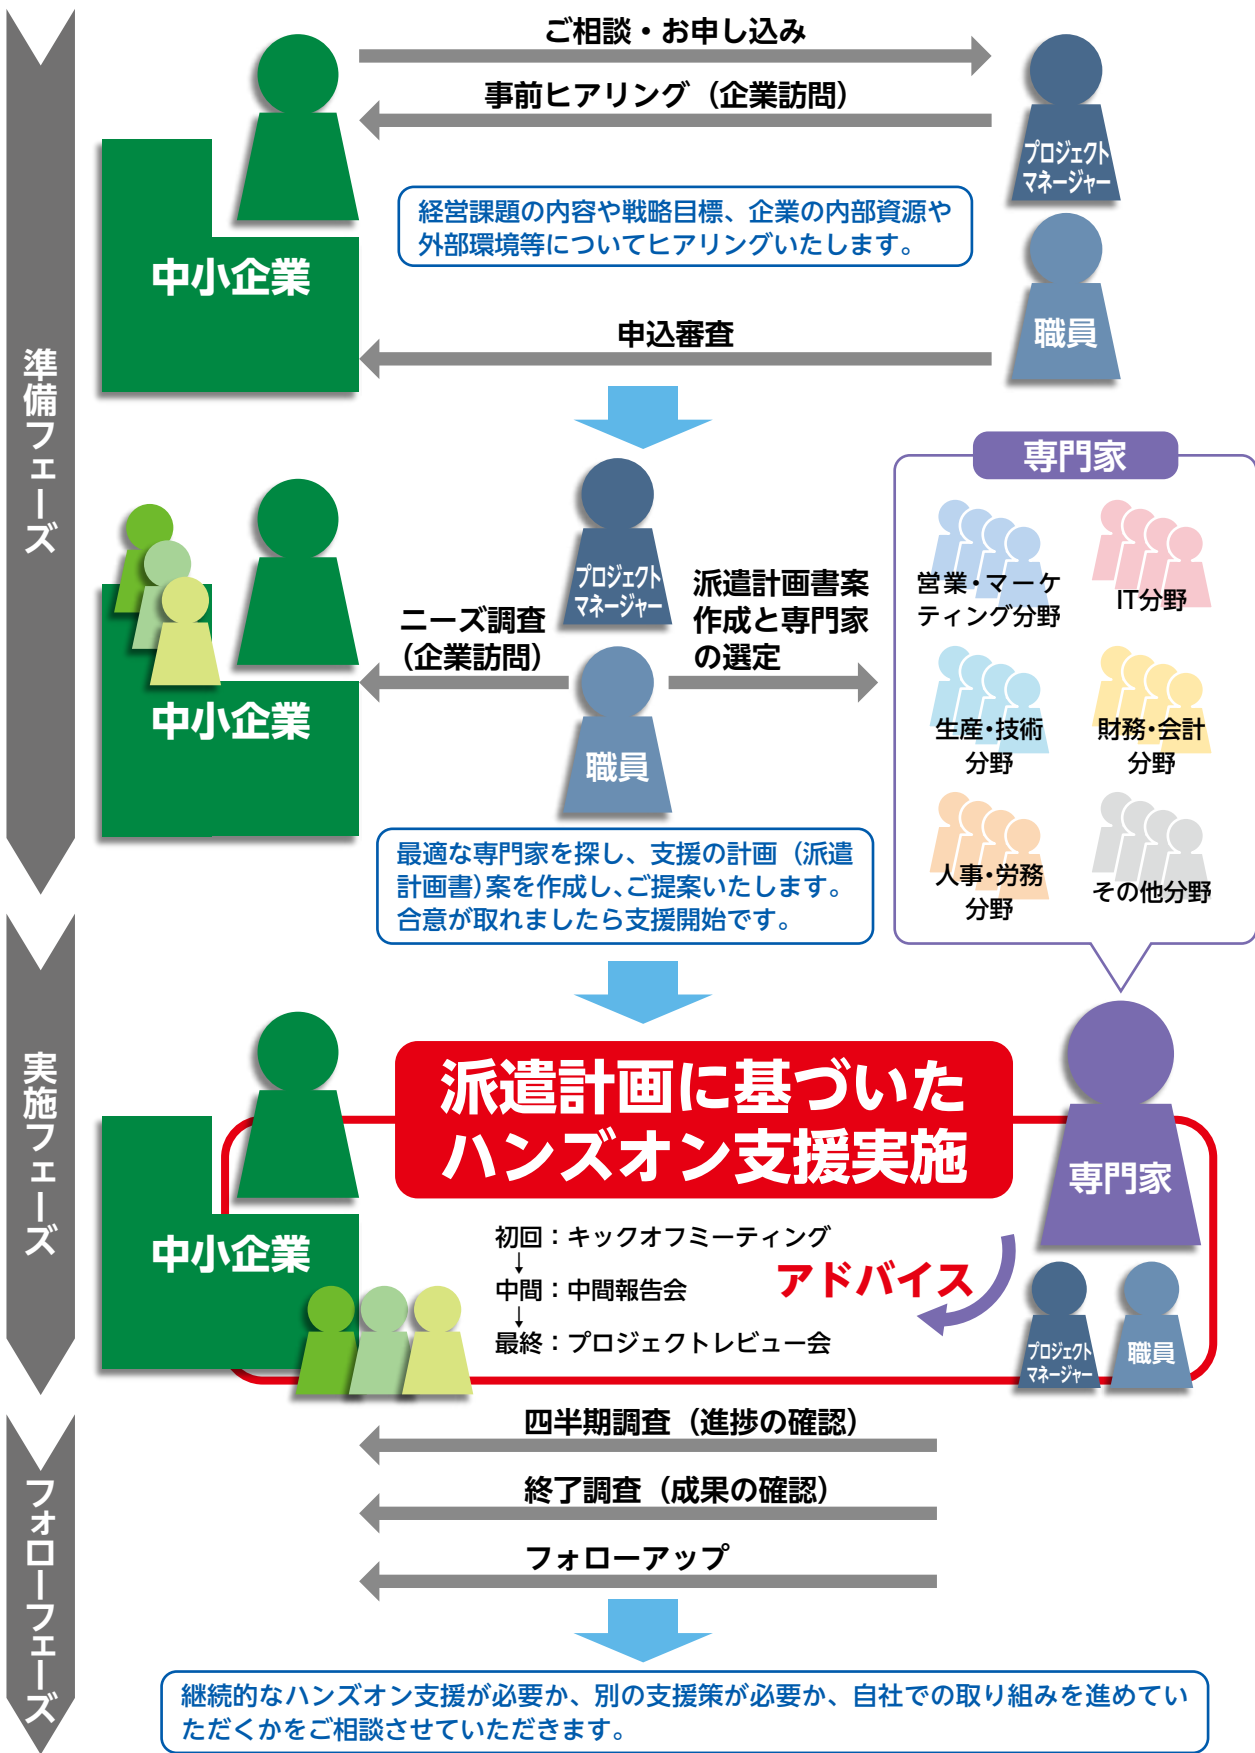 準備フェーズ
ご相談・お申し込み
事前ヒアリング（企業訪問）
プロジェクト
マネージャー
経営課題の内容や戦略目標、企業の内部資源や
外部環境等についてヒアリングいたします。
中小企業
職員
申込審査
専門家
プロジェクト
マネージャー
派遣計画書案
作成と専門家
の選定
ニーズ調査
（企業訪問）
中小企業
職員
営業・マーケ
ティング分野
IT分野
生産・技術
分野
財務・会計
分野
人事・労務
分野
その他分野
最適な専門家を探し、支援の計画（派遣
計画書）案を作成し、ご提案いたします。
合意が取れましたら支援開始です。
実施フェーズ
派遣計画に基づいた
ハンズオン支援実施
専門家
中小企業
初回：キックオフミーティング
↓
中間：中間報告会
↓
最終：プロジェクトレビュー会
アドバイス
プロジェクト
マネージャー
職員
フォローフェーズ
四半期調査（進捗の確認）
終了調査（成果の確認）
フォローアップ
継続的なハンズオン支援が必要か、別の支援策が必要か、自社での取り組みを進めてい
ただくかをご相談させていただきます。